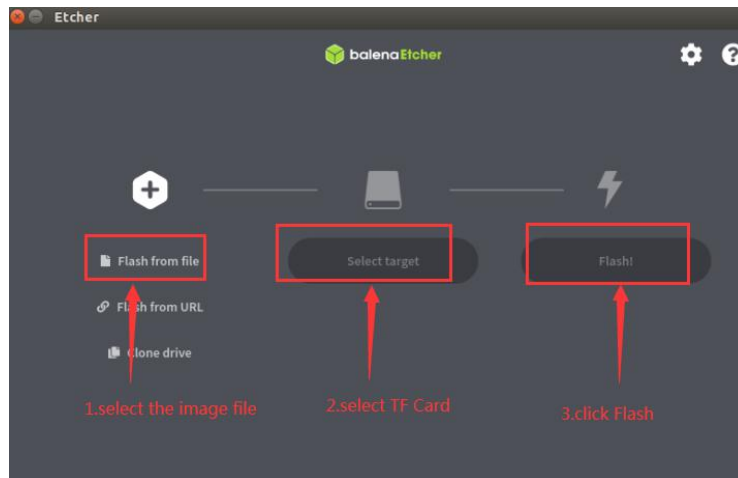 Etcher
balenaEtcher
Flash from file
Select target
Flash!
Flash from URL
Clone drive
1.select the image file
2.select TF Card
3.click Flash